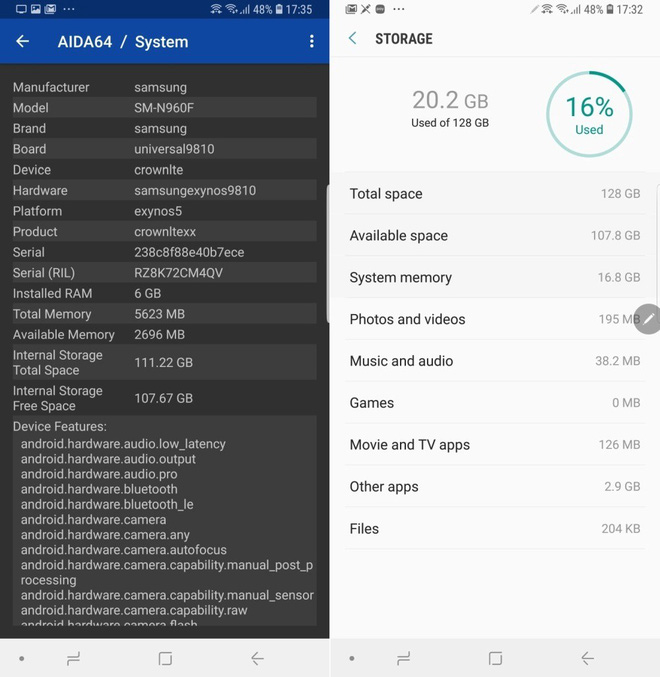 48% 17:35
AIDA64 / System
Manufacturer samsung
Model SM-N960F
Brand samsung
Board universal9810
Device crownlte
Hardware samsungexynos9810
Platform exynos5
Product crownltexx
Serial 238c8f88e40b7ece
Serial (RIL) RZ8K72CM4QV
Installed RAM 6 GB
Total Memory 5623 MB
Available Memory 2696 MB
Internal Storage
Total Space 111.22 GB
Internal Storage
Free Space 107.67 GB
Device Features:
android.hardware.audio.low_latency
android.hardware.audio.output
android.hardware.audio.pro
android.hardware.bluetooth
android.hardware.bluetooth_le
android.hardware.camera
android.hardware.camera.any
android.hardware.camera.autofocus
android.hardware.camera.capability.manual_post_p
rocessing
android.hardware.camera.capability.manual_sensor
android.hardware.camera.capability.raw
android.hardware.camera.flash
48% 17:32
STORAGE
20.2 GB
Used of 128 GB
16%
Used
Total space 128 GB
Available space 107.8 GB
System memory 16.8 GB
Photos and videos 195 MB
Music and audio 38.2 MB
Games 0 MB
Movie and TV apps 126 MB
Other apps 2.9 GB
Files 204 KB